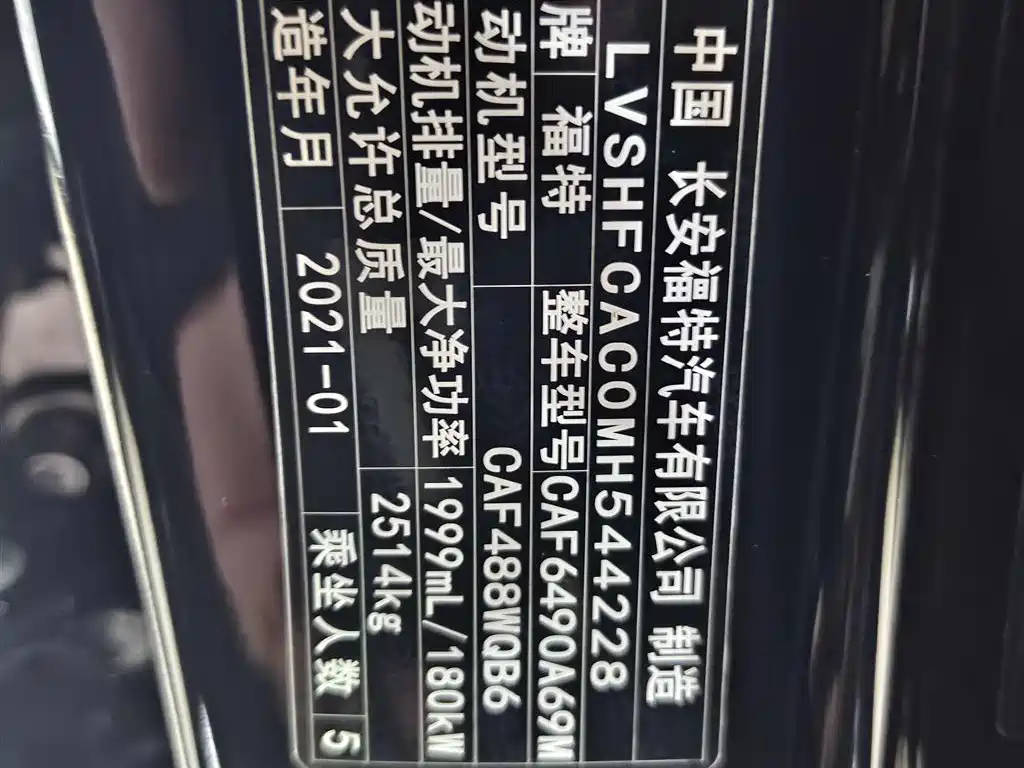 中国 长安福特汽车有限公司 制造
LVSHFCAC0MH544228
牌 福特 整车型号 CAF6490A69M
动机型号 CAF488WQB6
动机排量/最大净功率 1999mL/180kW
大允许总质量 2514kg
造年月 2021-01 乘坐人数 5